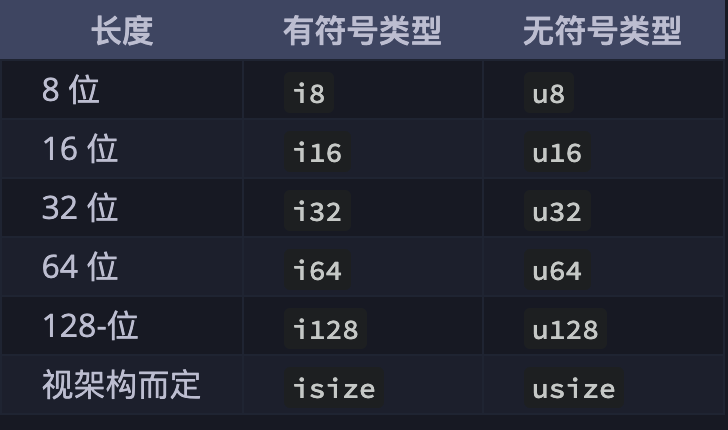 长度 有符号类型 无符号类型
8 位 i8 u8
16 位 i16 u16
32 位 i32 u32
64 位 i64 u64
128-位 i128 u128
视架构而定 isize usize